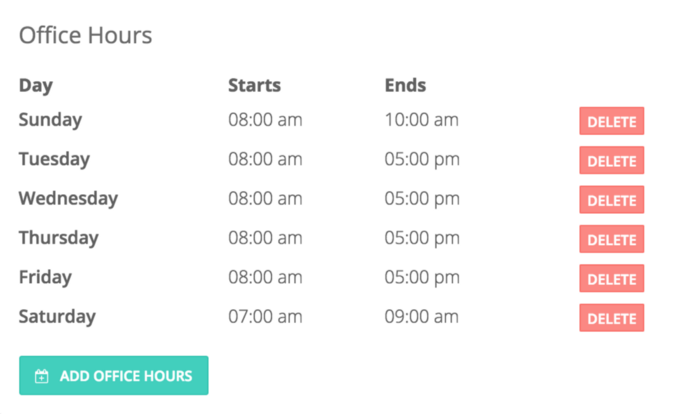 Office Hours
Day Starts Ends
Sunday 08:00 am 10:00 am DELETE
Tuesday 08:00 am 05:00 pm DELETE
Wednesday 08:00 am 05:00 pm DELETE
Thursday 08:00 am 05:00 pm DELETE
Friday 08:00 am 05:00 pm DELETE
Saturday 07:00 am 09:00 am DELETE
ADD OFFICE HOURS